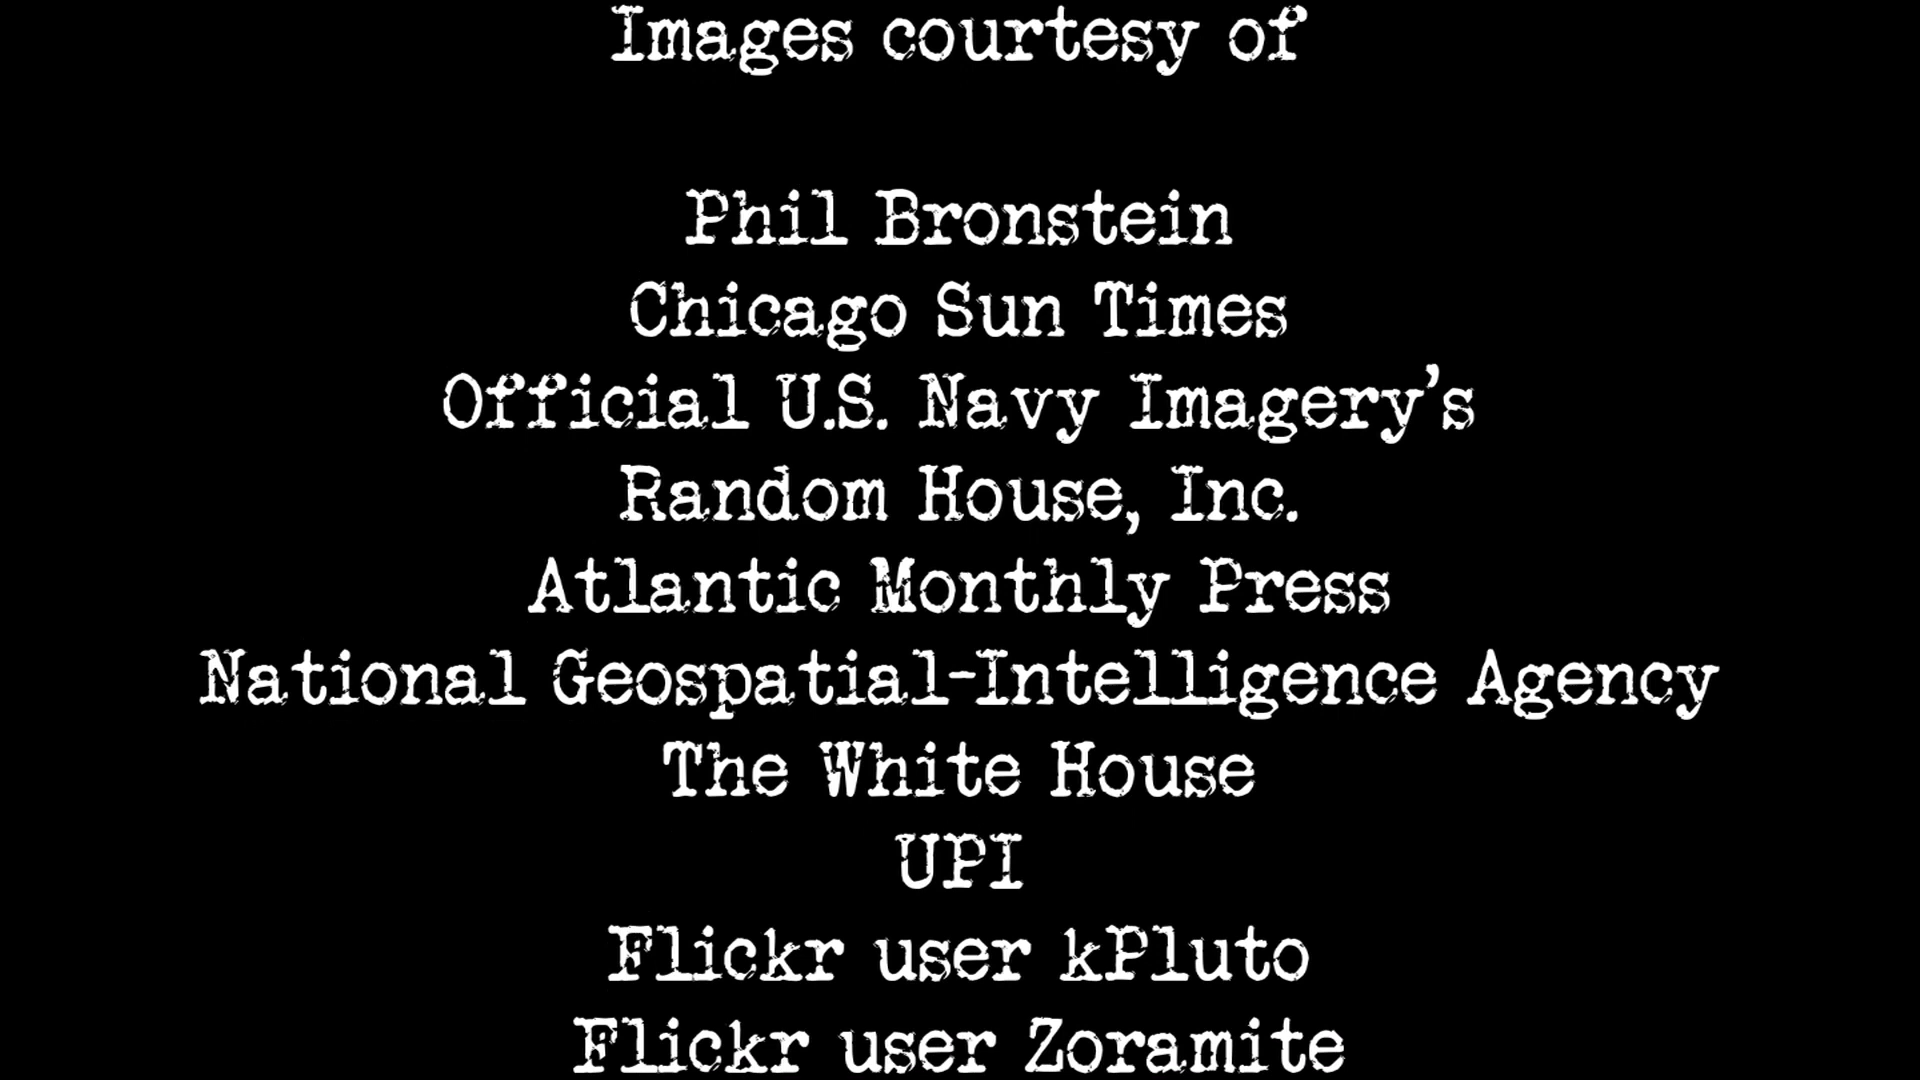 Images courtesy of
Phil Bronstein
Chicago Sun Times
Official U.S. Navy Imagery's
Random House, Inc.
Atlantic Monthly Press
National Geospatial-Intelligence Agency
The White House
UPI
Flickr user kPluto
Flickr user Zoramite